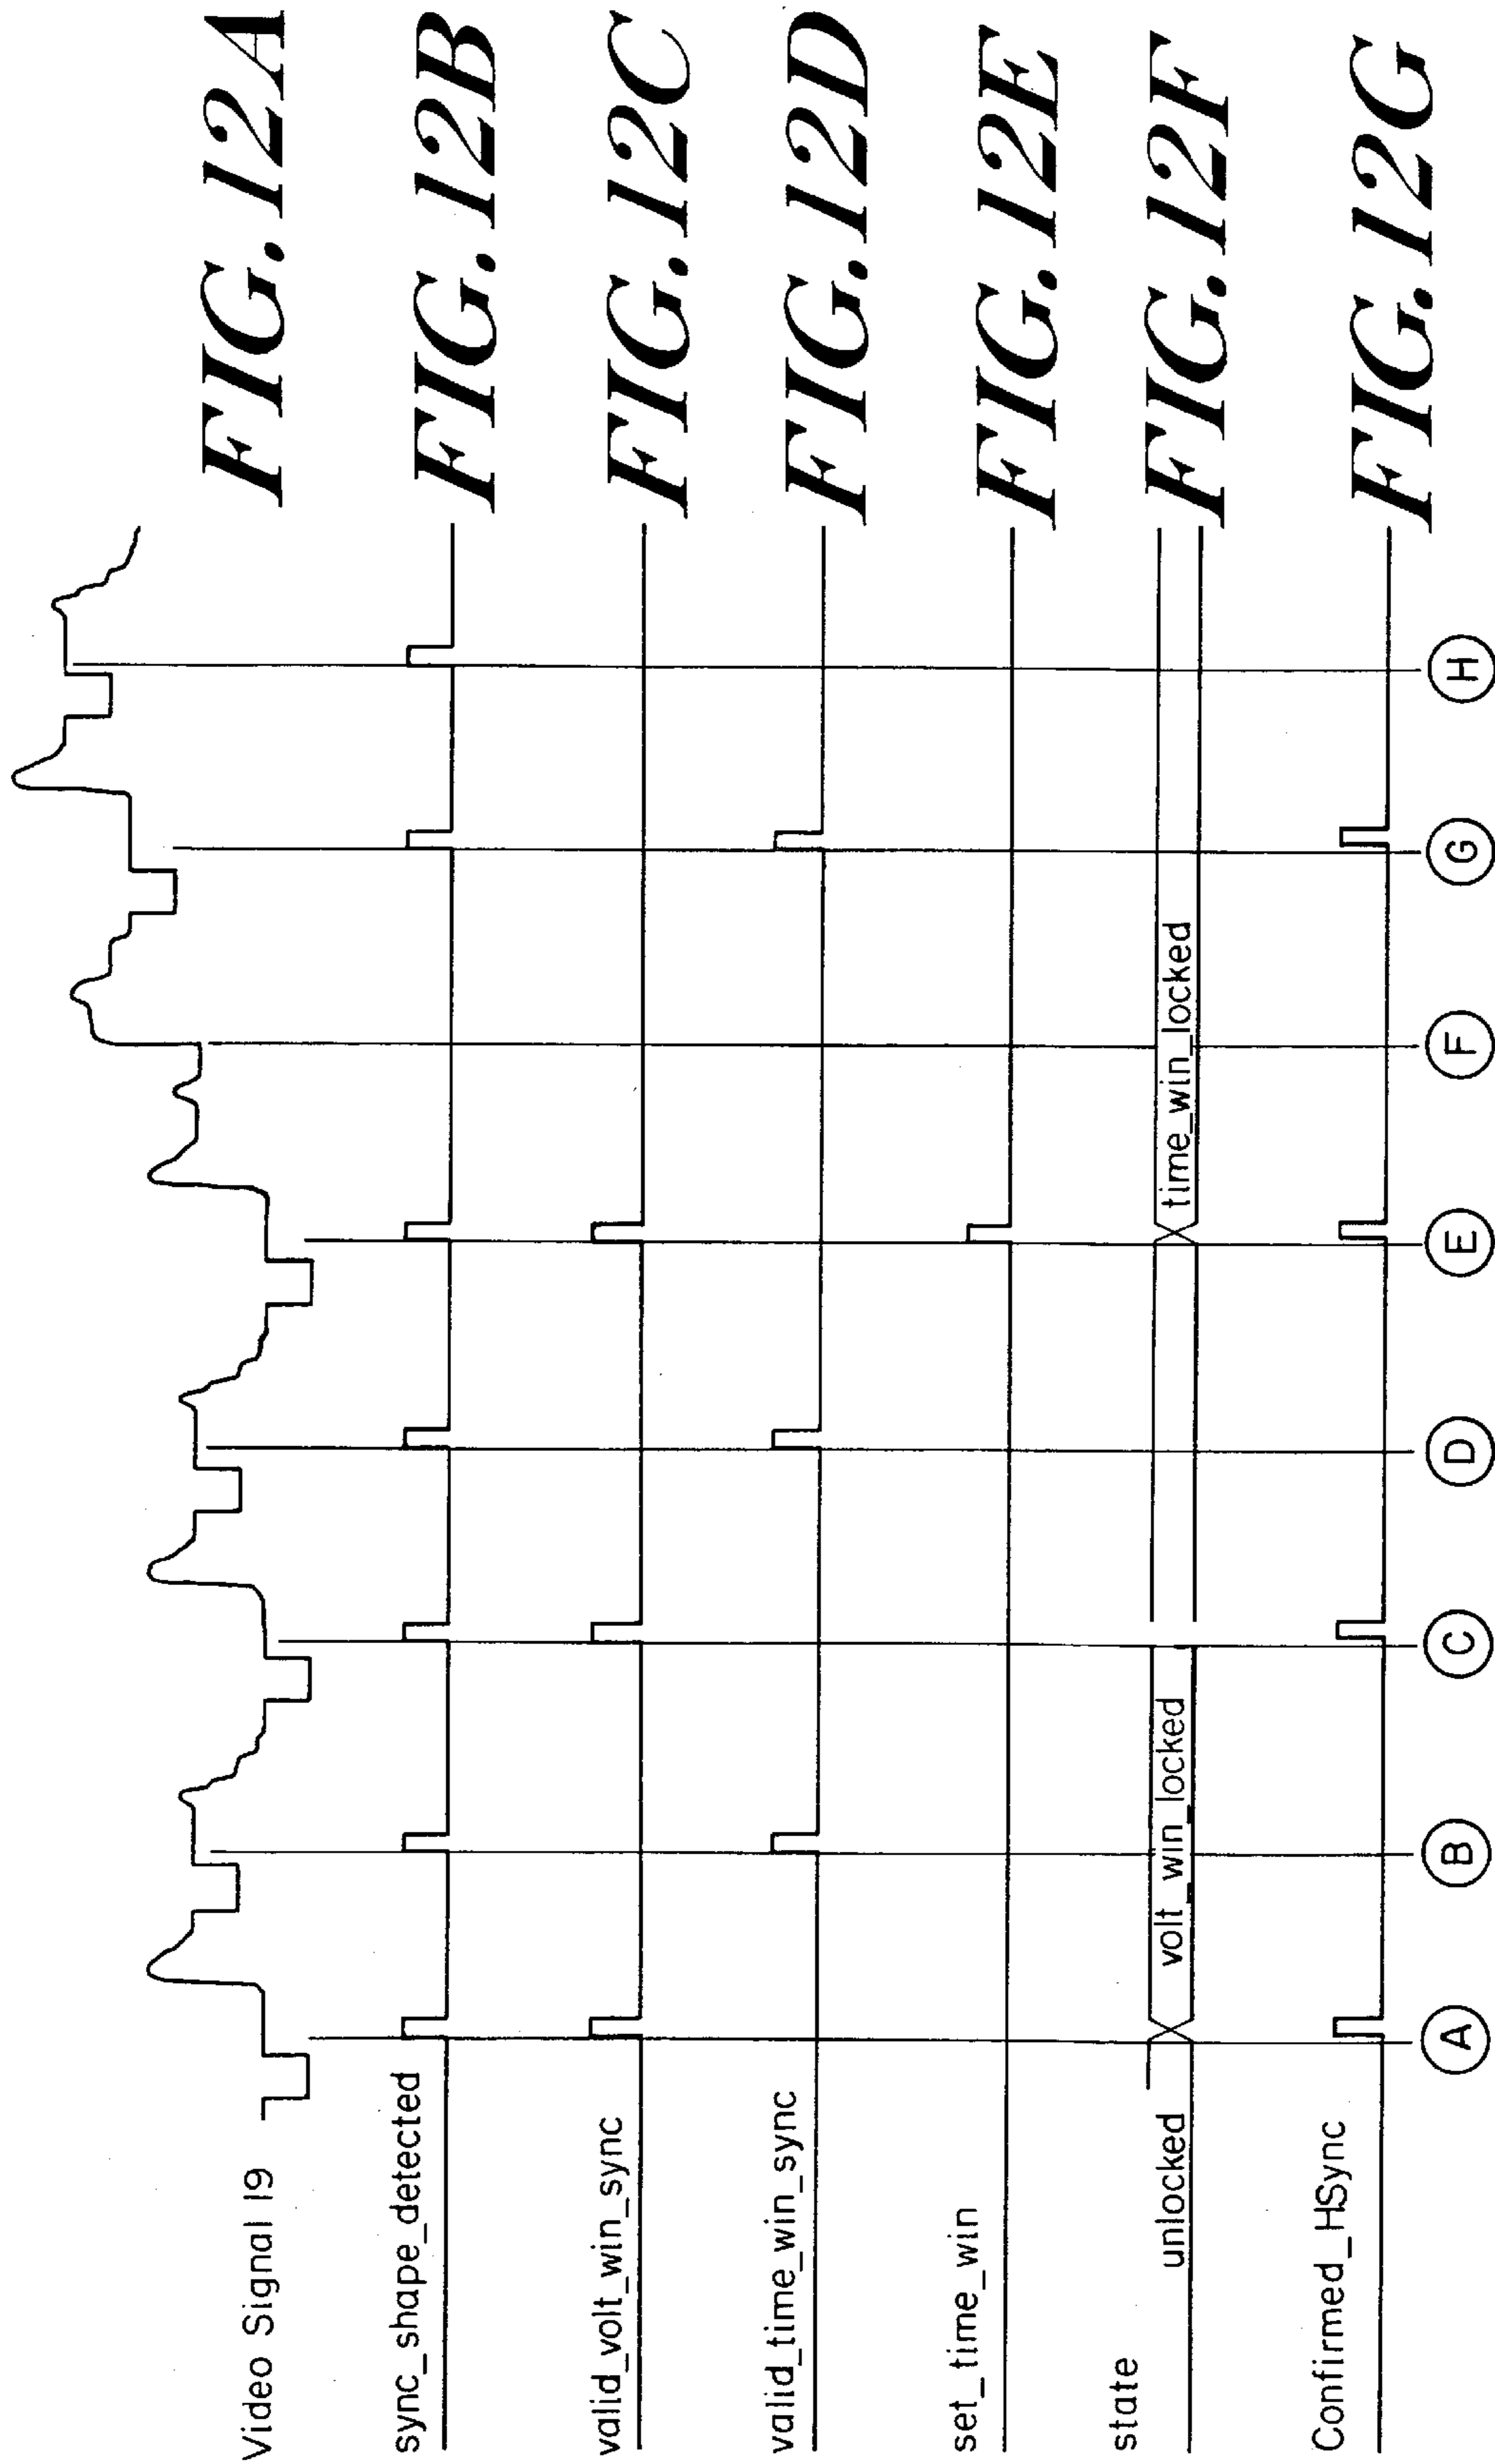 Video Signal 19
FIG.12A
sync_shape_detected
FIG.12B
valid_volt_win_sync
FIG.12C
valid_time_win_sync
FIG.12D
set_time_win
FIG.12E
state
unlocked
volt_win_locked
time_win_locked
FIG.12F
Confirmed_HSync
FIG.12G
A
B
C
D
E
F
G
H